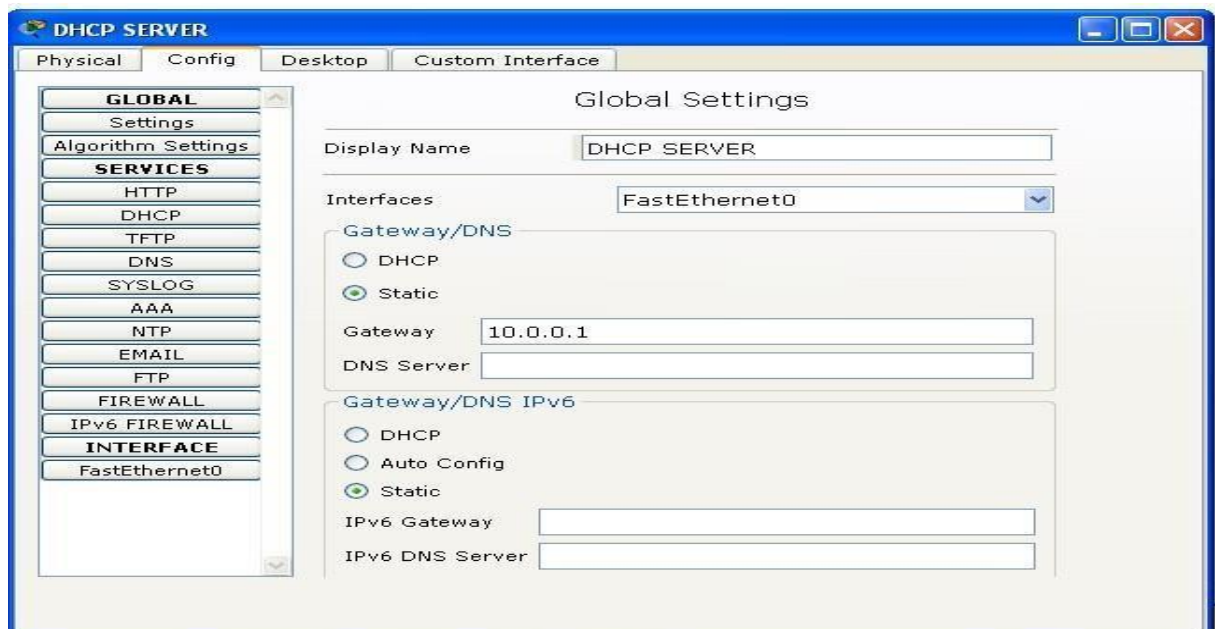 DHCP SERVER
Physical Config Desktop Custom Interface
GLOBAL
Settings
Algorithm Settings
SERVICES
HTTP
DHCP
TFTP
DNS
SYSLOG
AAA
NTP
EMAIL
FTP
FIREWALL
IPv6 FIREWALL
INTERFACE
FastEthernet0
Global Settings
Display Name DHCP SERVER
Interfaces FastEthernet0
Gateway/DNS
DHCP
Static
Gateway 10.0.0.1
DNS Server
Gateway/DNS IPv6
DHCP
Auto Config
Static
IPv6 Gateway
IPv6 DNS Server